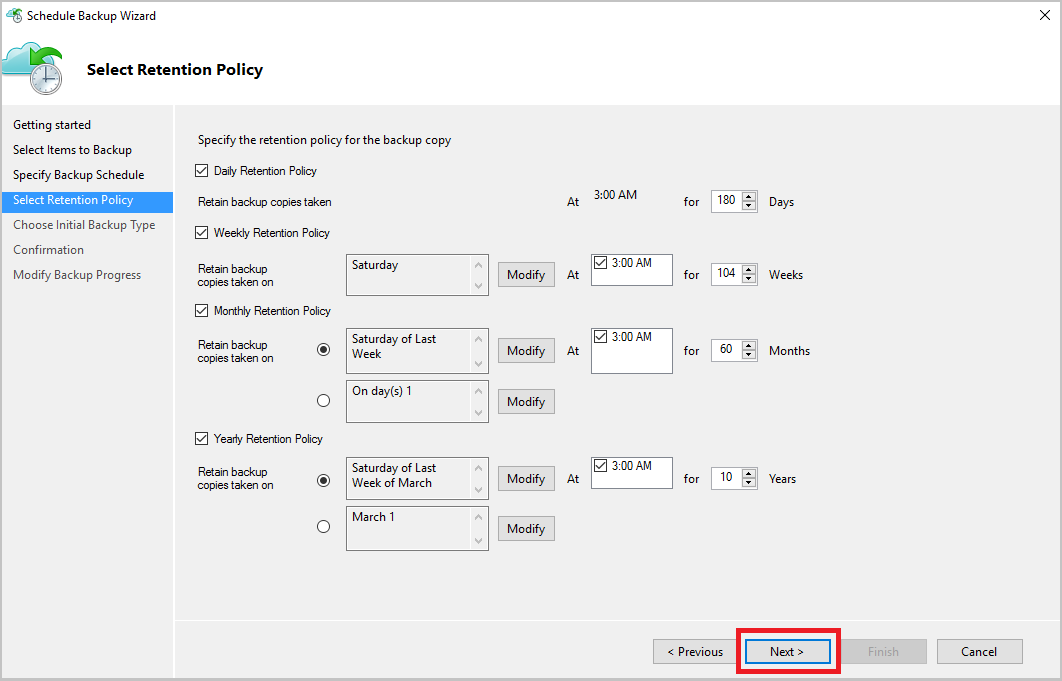 Schedule Backup Wizard
Select Retention Policy
Getting started
Select Items to Backup
Specify Backup Schedule
Select Retention Policy
Choose Initial Backup Type
Confirmation
Modify Backup Progress
Specify the retention policy for the backup copy
Daily Retention Policy
Retain backup copies taken At 3:00 AM for 180 Days
Weekly Retention Policy
Retain backup
copies taken on
Saturday
Modify At 3:00 AM for 104 Weeks
Monthly Retention Policy
Retain backup
copies taken on
Saturday of Last
Week
Modify At 3:00 AM for 60 Months
On day(s) 1
Modify
Yearly Retention Policy
Retain backup
copies taken on
Saturday of Last
Week of March
Modify At 3:00 AM for 10 Years
March 1
Modify
< Previous Next > Finish Cancel